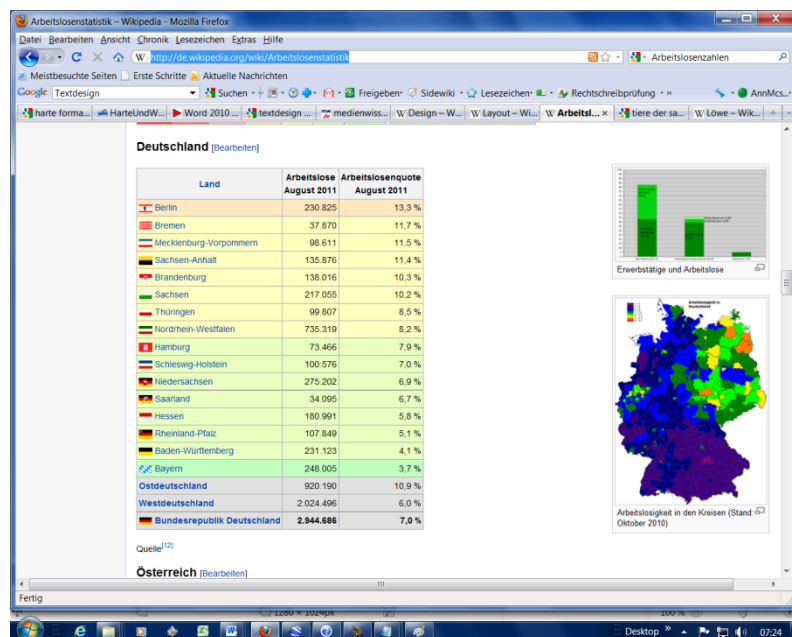 Arbeitslosenstatistik – Wikipedia - Mozilla Firefox
Datei Bearbeiten Ansicht Chronik Lesezeichen Extras Hilfe
W http://de.wikipedia.org/wiki/Arbeitslosenstatistik Arbeitslosenzahlen
Meistbesuchte Seiten Erste Schritte Aktuelle Nachrichten
Google Textdesign Suchen Freigeben Sidewiki Lesezeichen Rechtschreibprüfung » AnnMcs...
harte forma... HarteUndW... Word 2010 ... textdesign ... medienwiss... W Design – W... W Layout – Wi... W Arbeitsl... × tiere der sa... W Löwe – Wik...
Deutschland [Bearbeiten]
Land Arbeitslose August 2011 Arbeitslosenquote August 2011
Berlin 230.825 13,3 %
Bremen 37.870 11,7 %
Mecklenburg-Vorpommern 98.611 11,5 %
Sachsen-Anhalt 135.876 11,4 %
Brandenburg 138.016 10,3 %
Sachsen 217.055 10,2 %
Thüringen 99.807 8,5 %
Nordrhein-Westfalen 735.319 8,2 %
Hamburg 73.466 7,9 %
Schleswig-Holstein 100.576 7,0 %
Niedersachsen 275.202 6,9 %
Saarland 34.095 6,7 %
Hessen 180.991 5,8 %
Rheinland-Pfalz 107.849 5,1 %
Baden-Württemberg 231.123 4,1 %
Bayern 248.005 3,7 %
Ostdeutschland 920.190 10,9 %
Westdeutschland 2.024.496 6,0 %
Bundesrepublik Deutschland 2.944.686 7,0 %
Quelle[12]
Österreich [Bearbeiten]
Erwerbstätige und Arbeitslose
Arbeitslosigkeit in Deutschland
Arbeitslosigkeit in den Kreisen (Stand:
Oktober 2010)
Fertig
1280 × 1024px 100 %
Desktop » 07:24